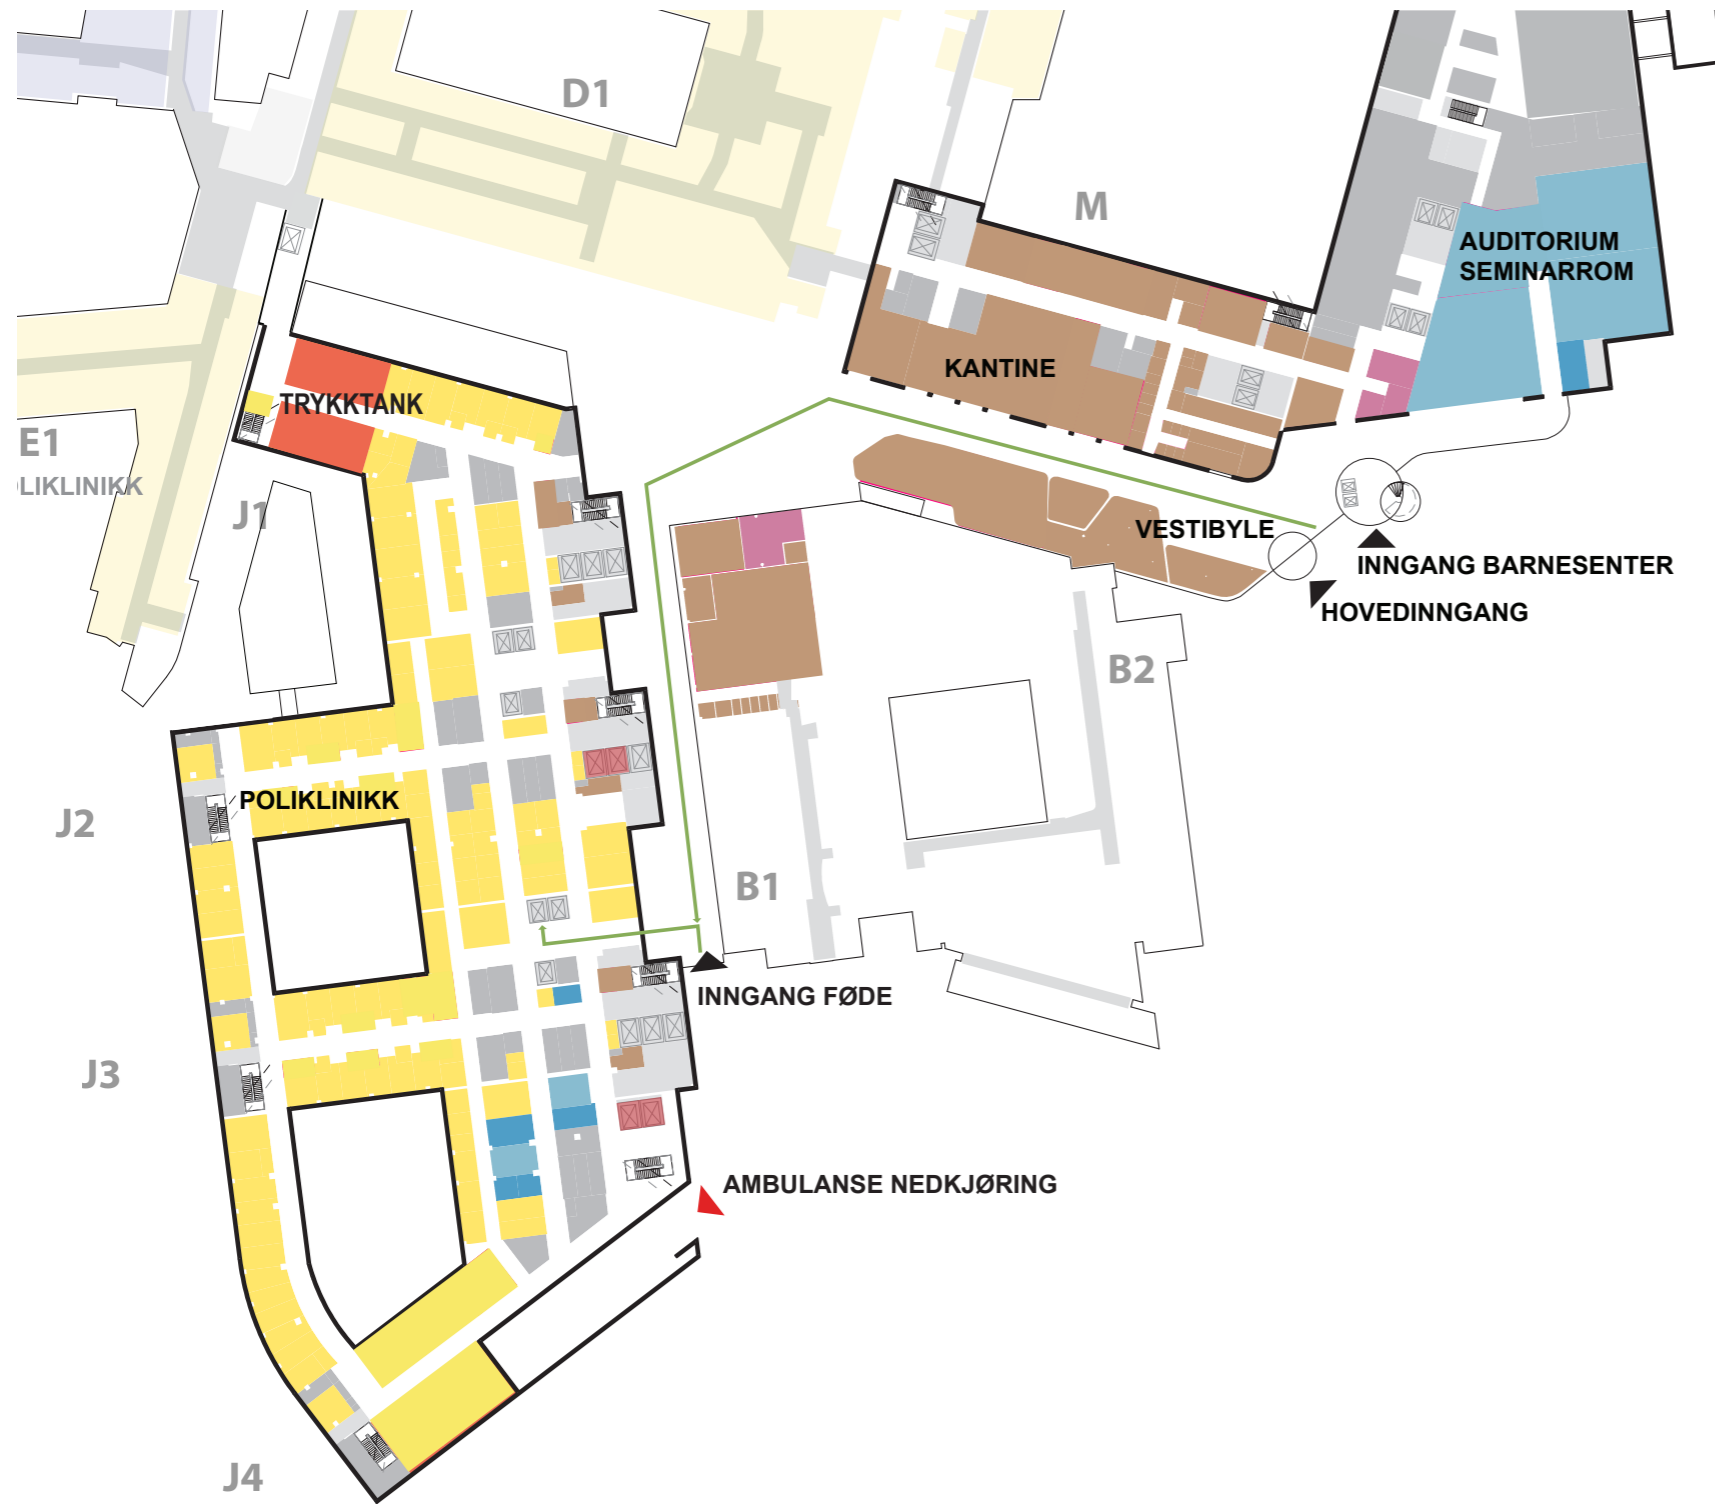 D1
M
AUDITORIUM
SEMINARROM
KANTINE
TRYKKTANK
E1
LIKLINIKK
J1
VESTIBYLE
INNGANG BARNESENTER
HOVEDINNGANG
B2
POLIKLINIKK
J2
B1
INNGANG FØDE
J3
AMBULANSE NEDKJØRING
J4